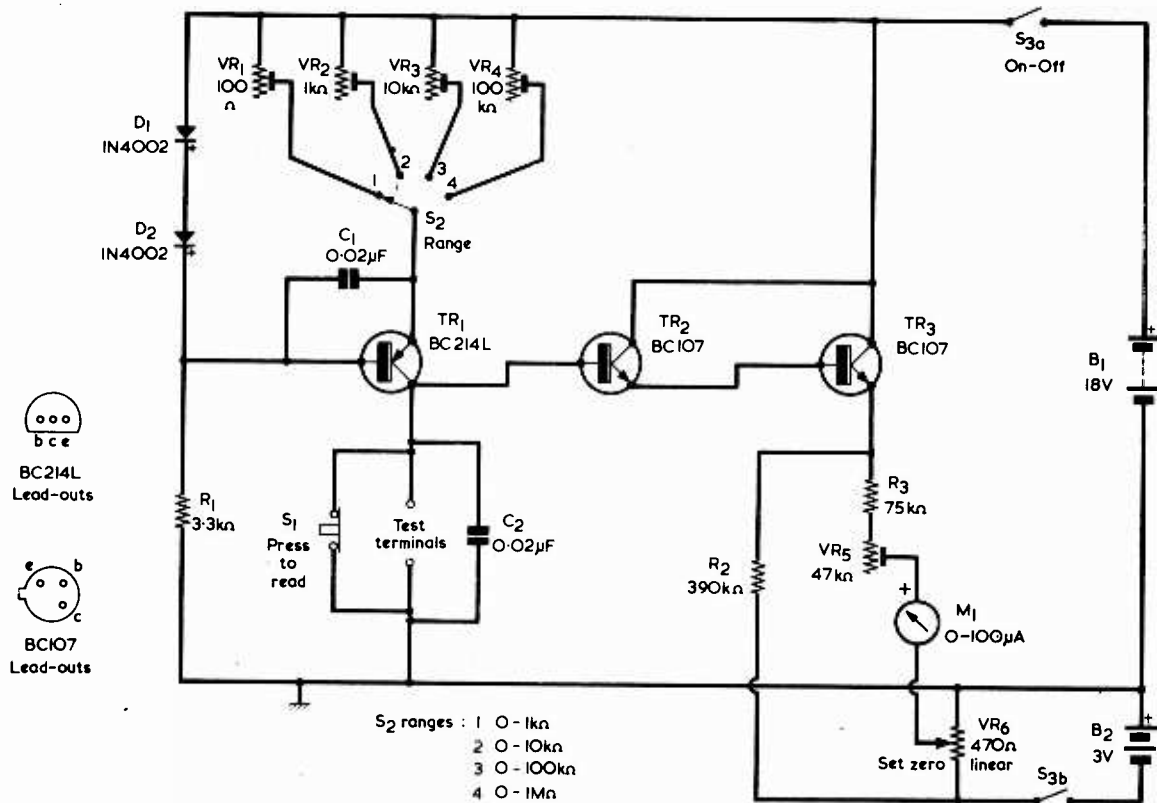 VR1
100
Ω
VR2
1kΩ
VR3
10kΩ
VR4
100
kΩ
S3a
On-Off
D1
1N4002
+
D2
1N4002
+
1
2
3
4
S2
Range
C1
0·02µF
TR1
BC214L
TR2
BC107
TR3
BC107
+
B1
18V
b c e
BC214L
Lead-outs
e
b
c
BC107
Lead-outs
R1
3·3kΩ
S1
Press
to
read
Test
terminals
C2
0·02µF
R2
390kΩ
R3
75kΩ
VR5
47kΩ
+
M1
0-100µA
S2 ranges : 1 0-1kΩ
2 0-10kΩ
3 0-100kΩ
4 0-1MΩ
VR6
470Ω
linear
Set zero
S3b
+
B2
3V